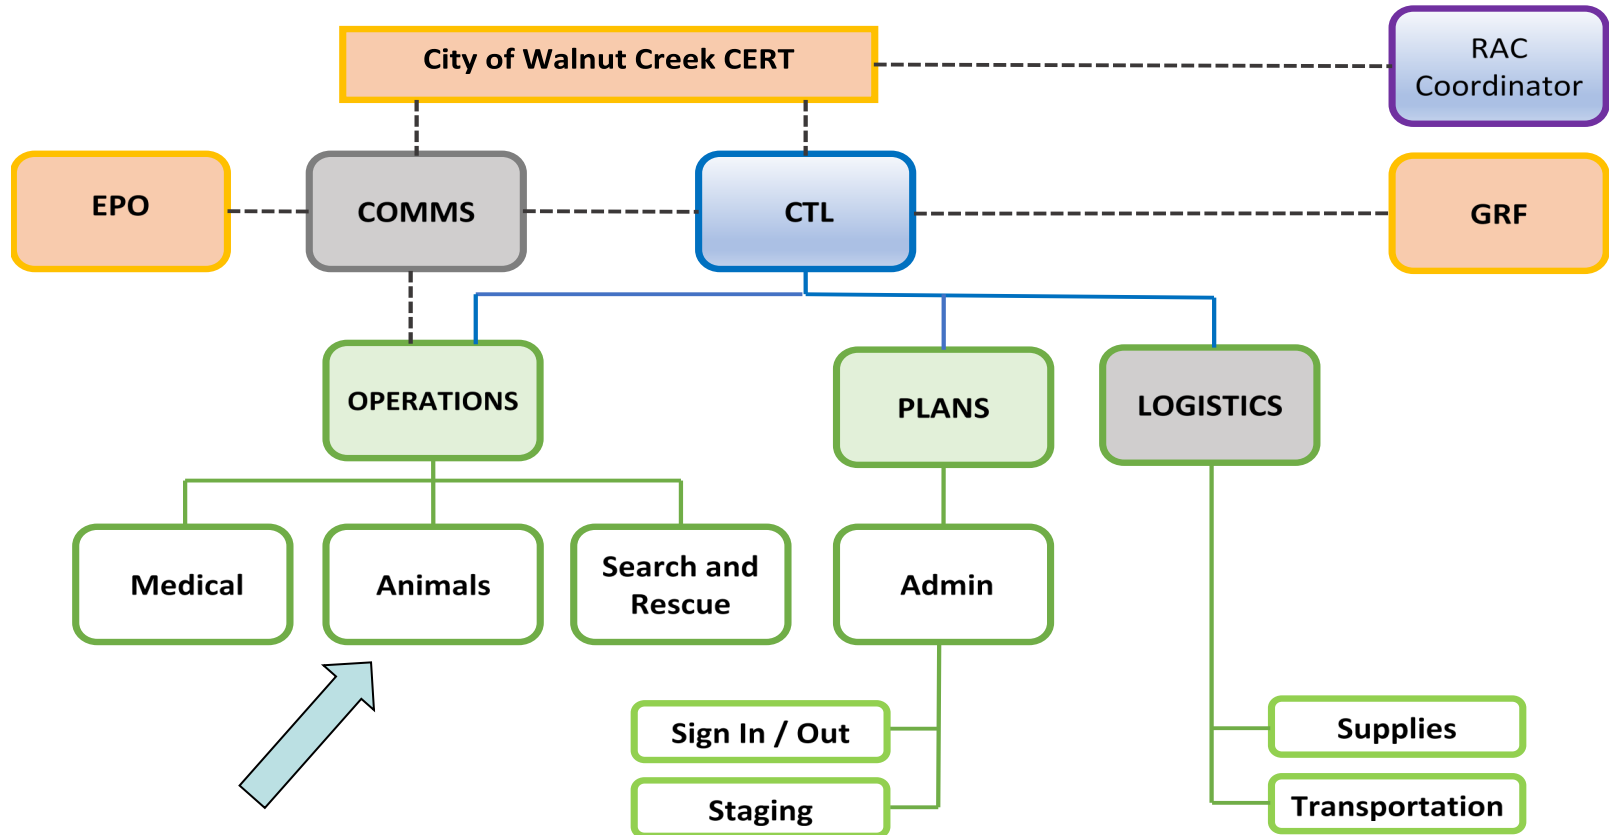 City of Walnut Creek CERT
RAC
Coordinator
EPO
COMMS
CTL
GRF
OPERATIONS
PLANS
LOGISTICS
Medical
Animals
Search and
Rescue
Admin
Sign In / Out
Supplies
Staging
Transportation